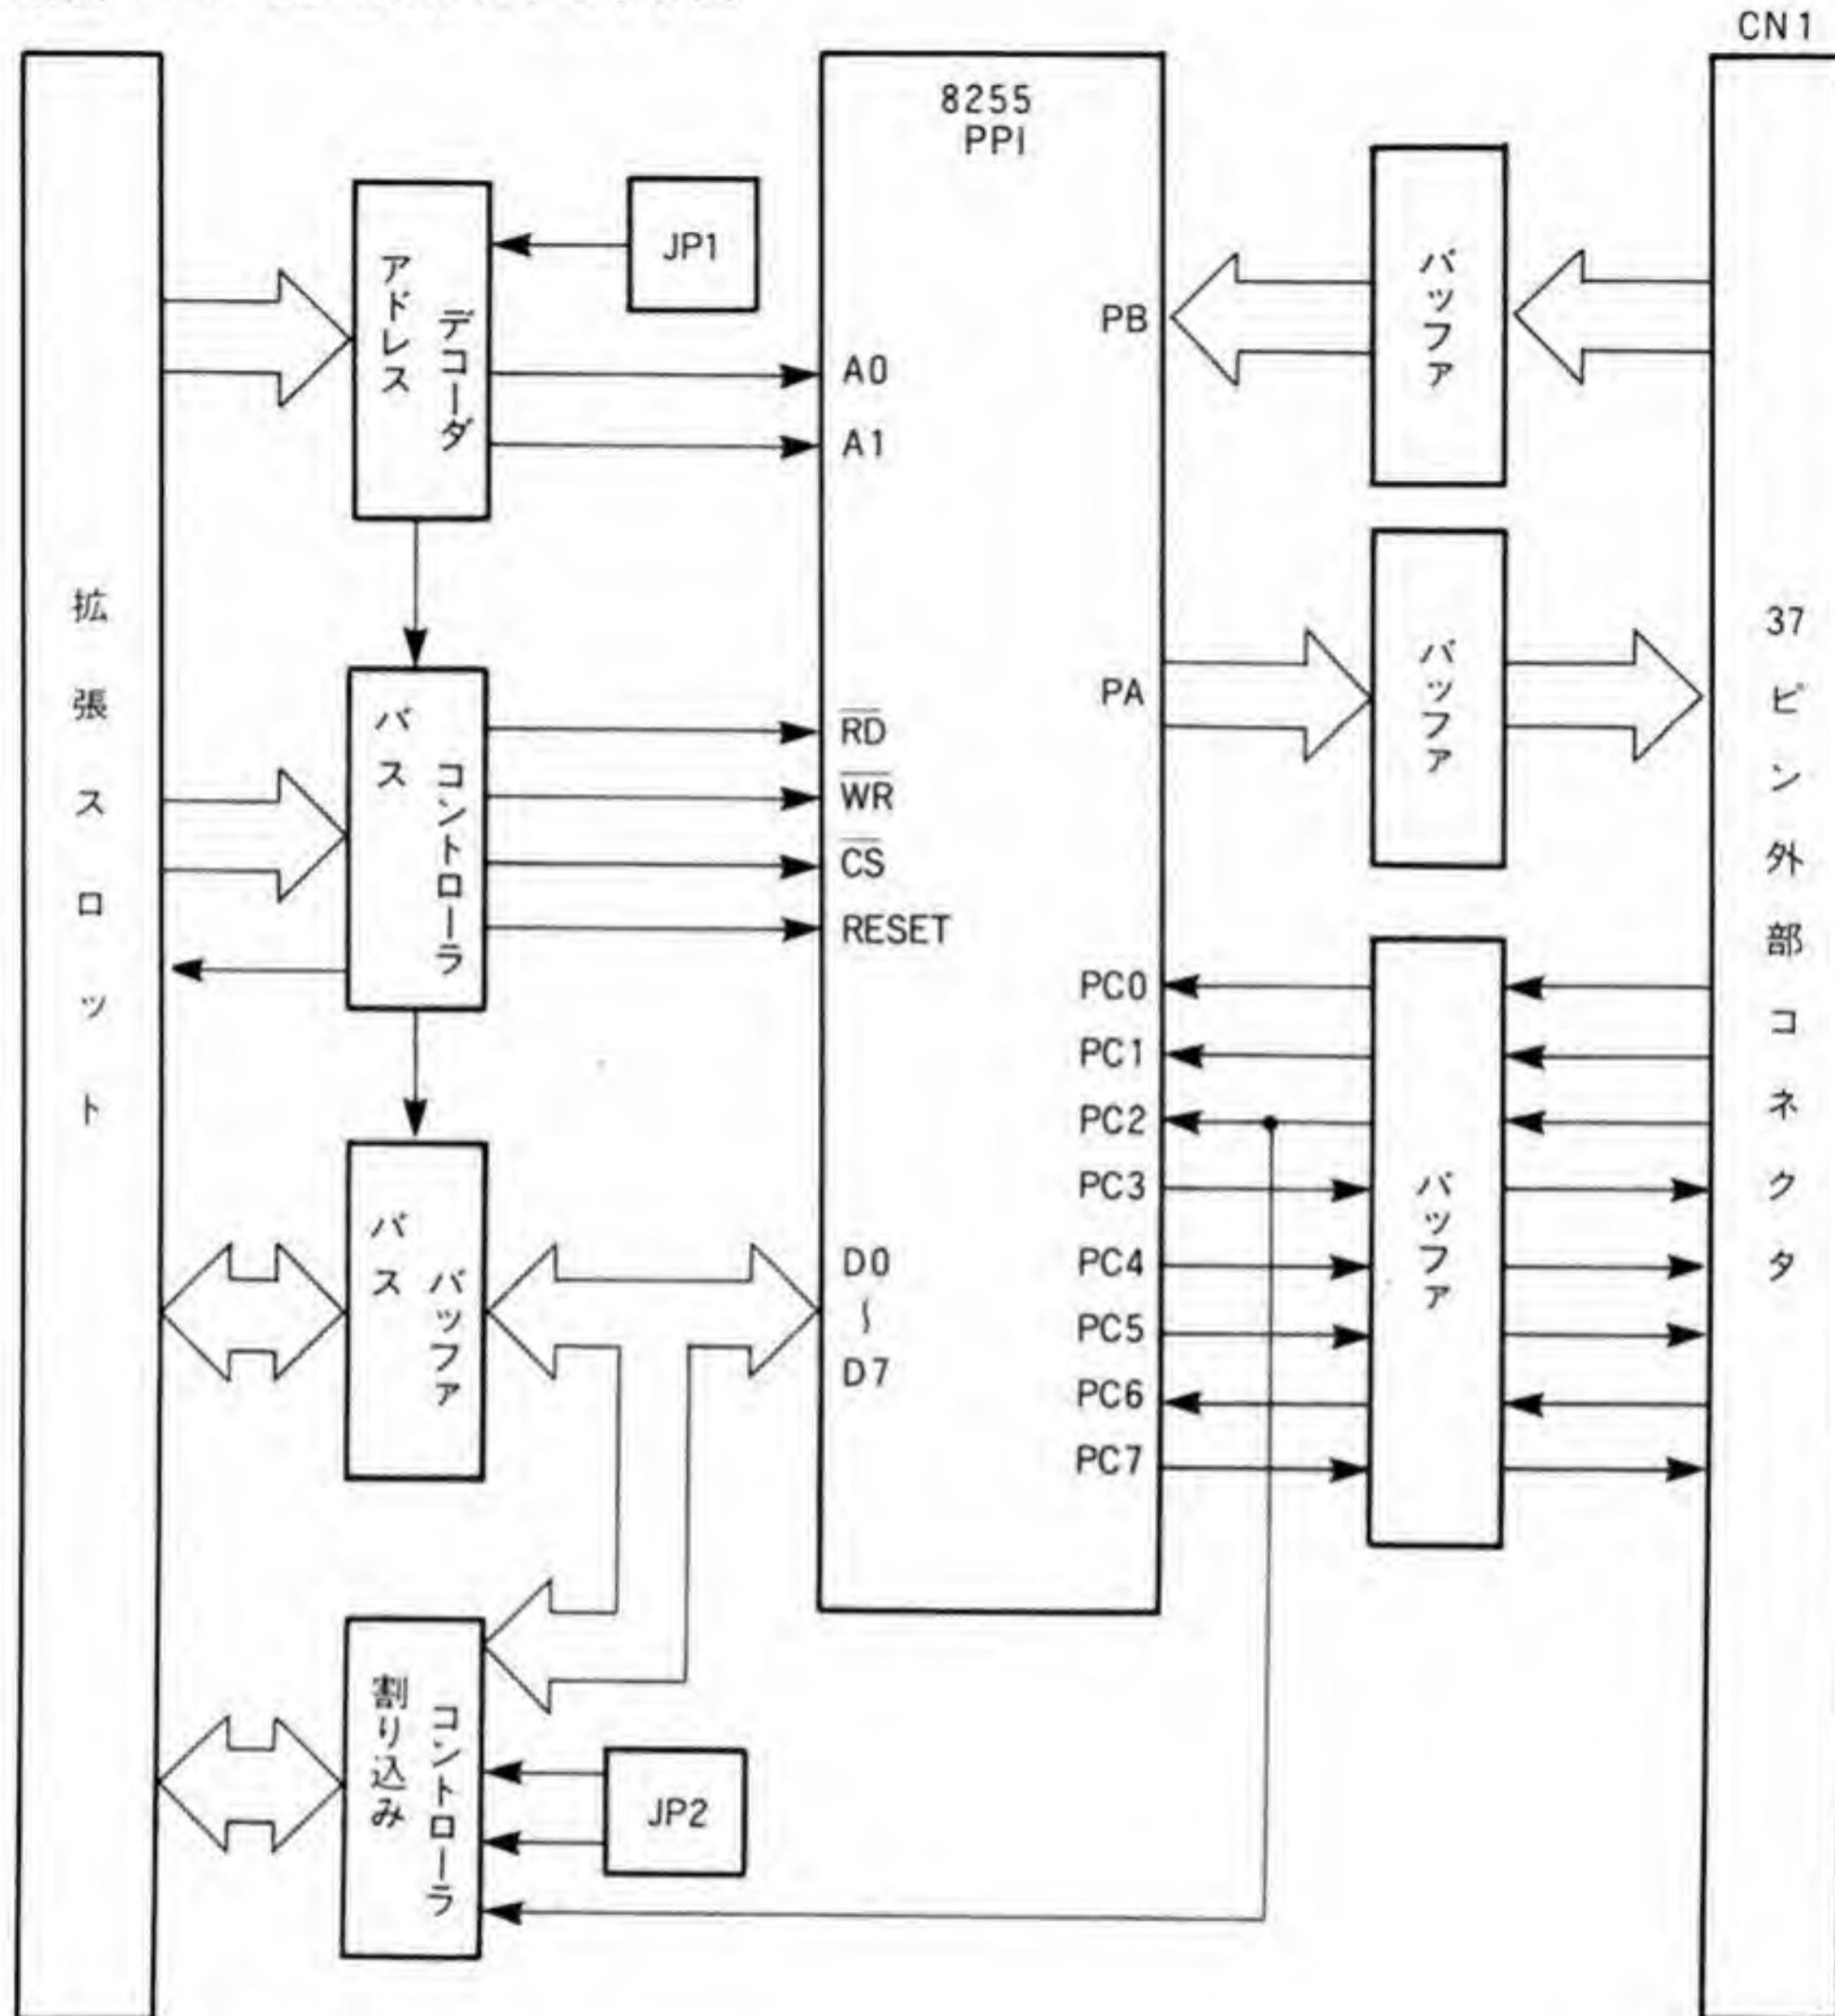 CN1
8255
PPI
拡張スロット
アドレス
デコーダ
JP1
A0
A1
バス
コントローラ
RD
WR
CS
RESET
バス
バッファ
D0
〜
D7
割り込み
コントローラ
JP2
PB
PA
PC0
PC1
PC2
PC3
PC4
PC5
PC6
PC7
バッファ
バッファ
バッファ
37ピン外部コネクタ